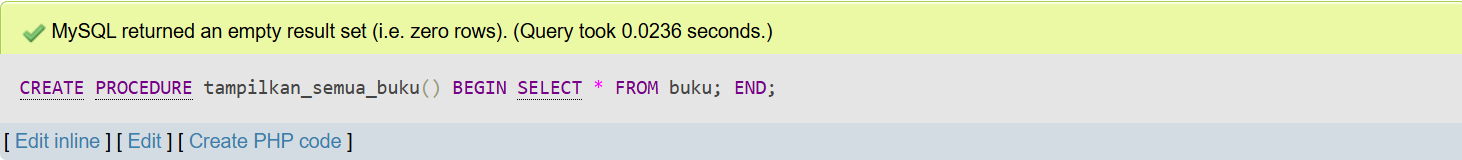 MySQL returned an empty result set (i.e. zero rows). (Query took 0.0236 seconds.)
CREATE PROCEDURE tampilkan_semua_buku() BEGIN SELECT * FROM buku; END;
[ Edit inline ] [ Edit ] [ Create PHP code ]